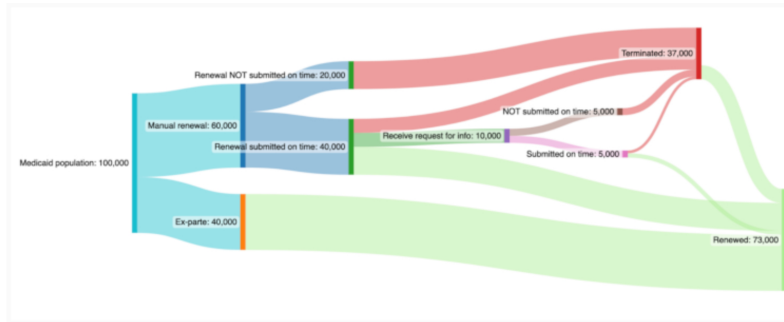 Terminated: 37,000
Renewal NOT submitted on time: 20,000
NOT submitted on time: 5,000
Manual renewal: 60,000
Receive request for info: 10,000
Renewal submitted on time: 40,000
Submitted on time: 5,000
Medicaid population: 100,000
Ex-parte: 40,000
Renewed: 73,000